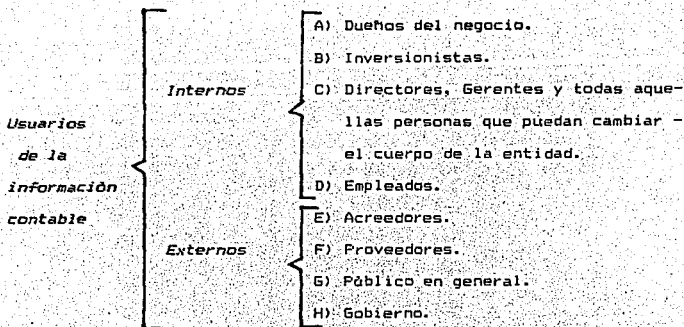 Usuarios
de la
información
contable
Internos
A) Dueños del negocio.
B) Inversionistas.
C) Directores, Gerentes y todas aque-
llas personas que puedan cambiar -
el cuerpo de la entidad.
D) Empleados.
Externos
E) Acreedores.
F) Proveedores.
G) Público en general.
H) Gobierno.